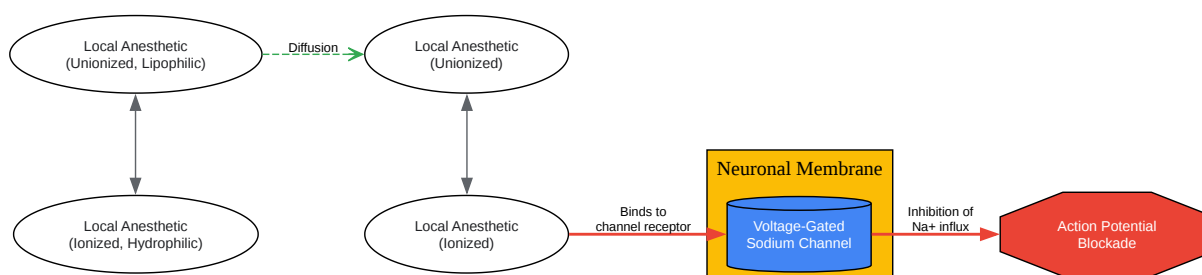 Local Anesthetic
(Unionized, Lipophilic)
Diffusion
Local Anesthetic
(Unionized)
Local Anesthetic
(Ionized, Hydrophilic)
Local Anesthetic
(Ionized)
Binds to
channel receptor
Neuronal Membrane
Voltage-Gated
Sodium Channel
Inhibition of
Na+ influx
Action Potential
Blockade